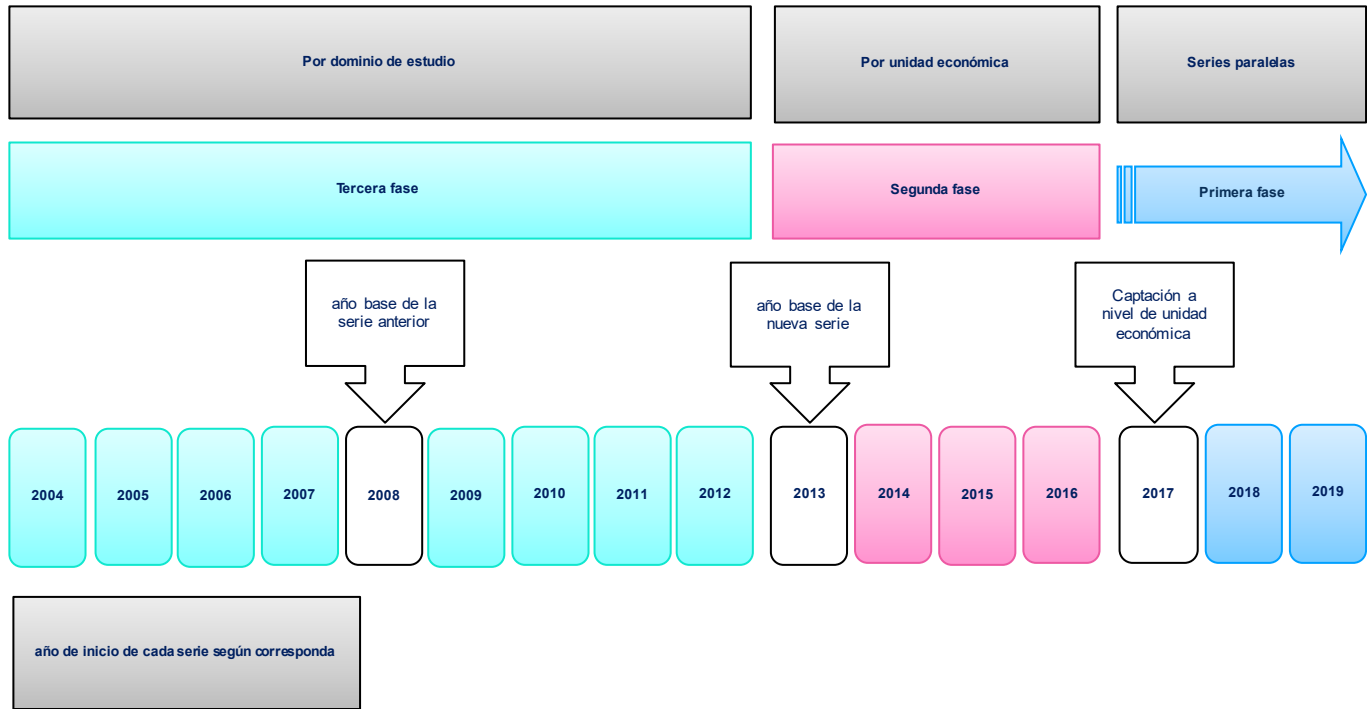 Por dominio de estudio
Por unidad económica
Series paralelas
Tercera fase
Segunda fase
Primera fase
año base de la
serie anterior
año base de la
nueva serie
Captación a
nivel de unidad
económica
2004
2005
2006
2007
2008
2009
2010
2011
2012
2013
2014
2015
2016
2017
2018
2019
año de inicio de cada serie según corresponda